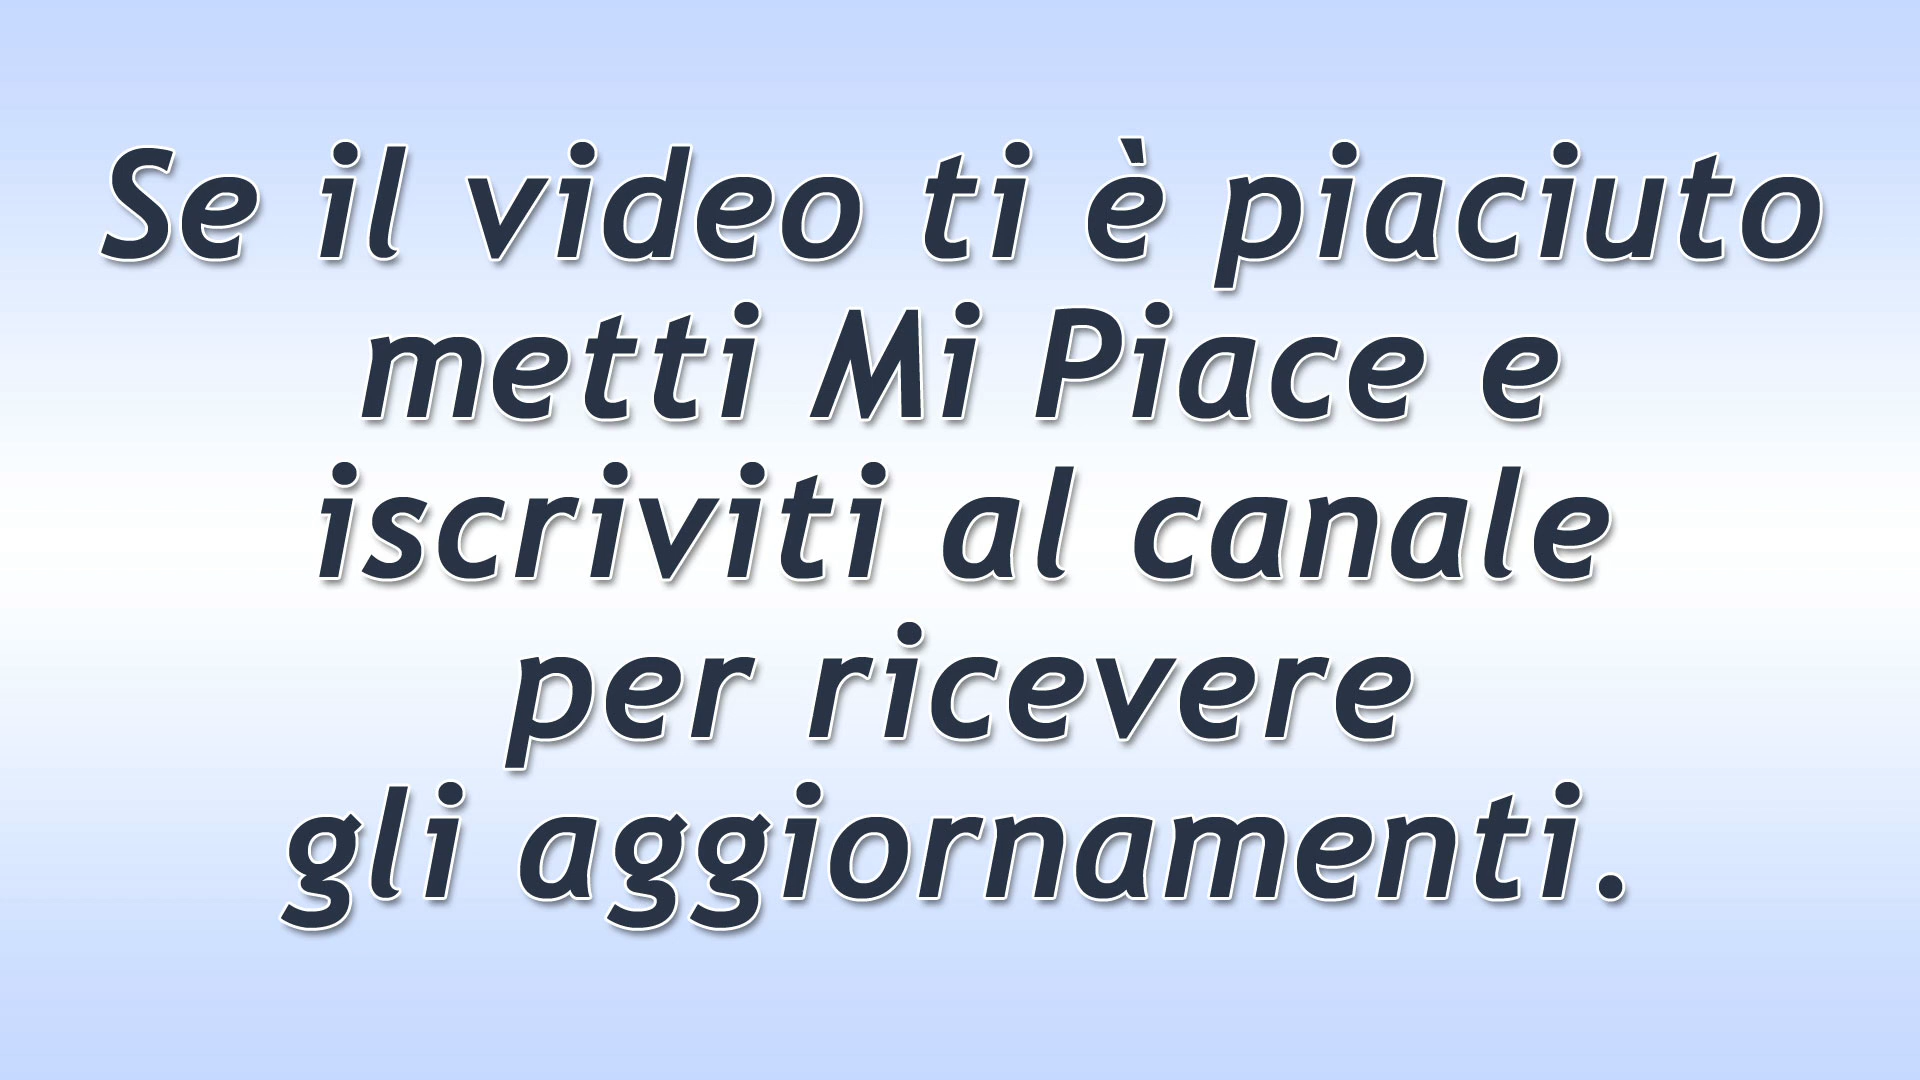 Se il video ti è piaciuto
metti Mi Piace e
iscriviti al canale
per ricevere
gli aggiornamenti.